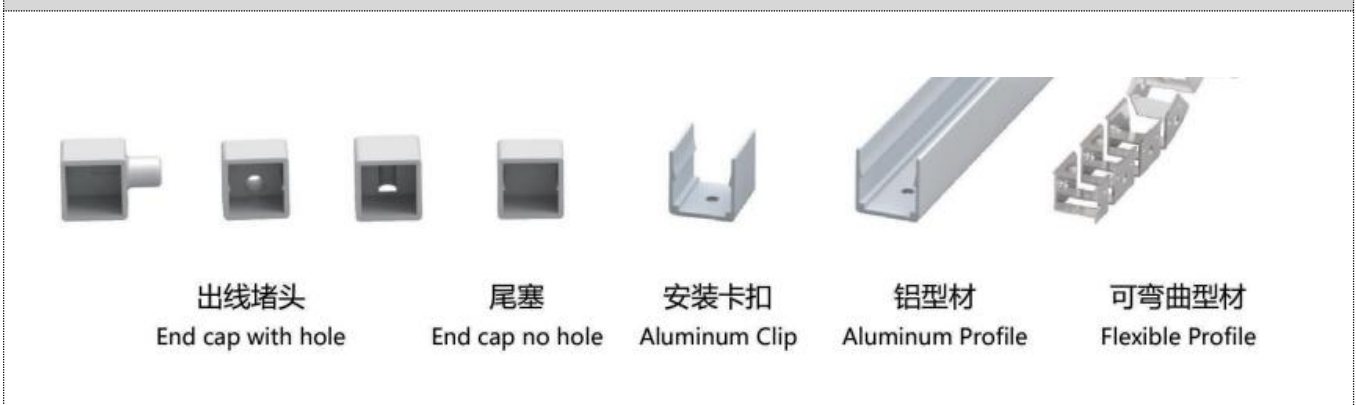 出线堵头
End cap with hole
尾塞
End cap no hole
安装卡扣
Aluminum Clip
铝型材
Aluminum Profile
可弯曲型材
Flexible Profile